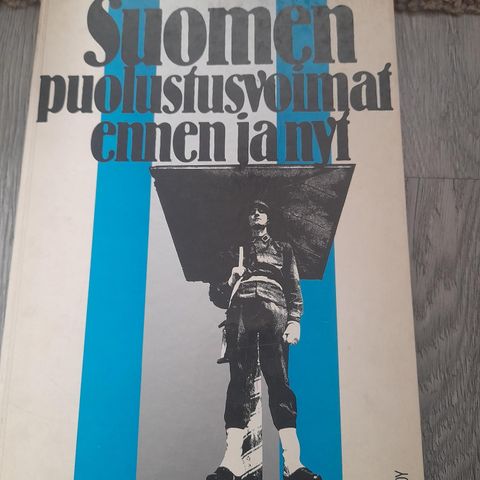 Suomen
puolustusvoimat
ennen ja nyt